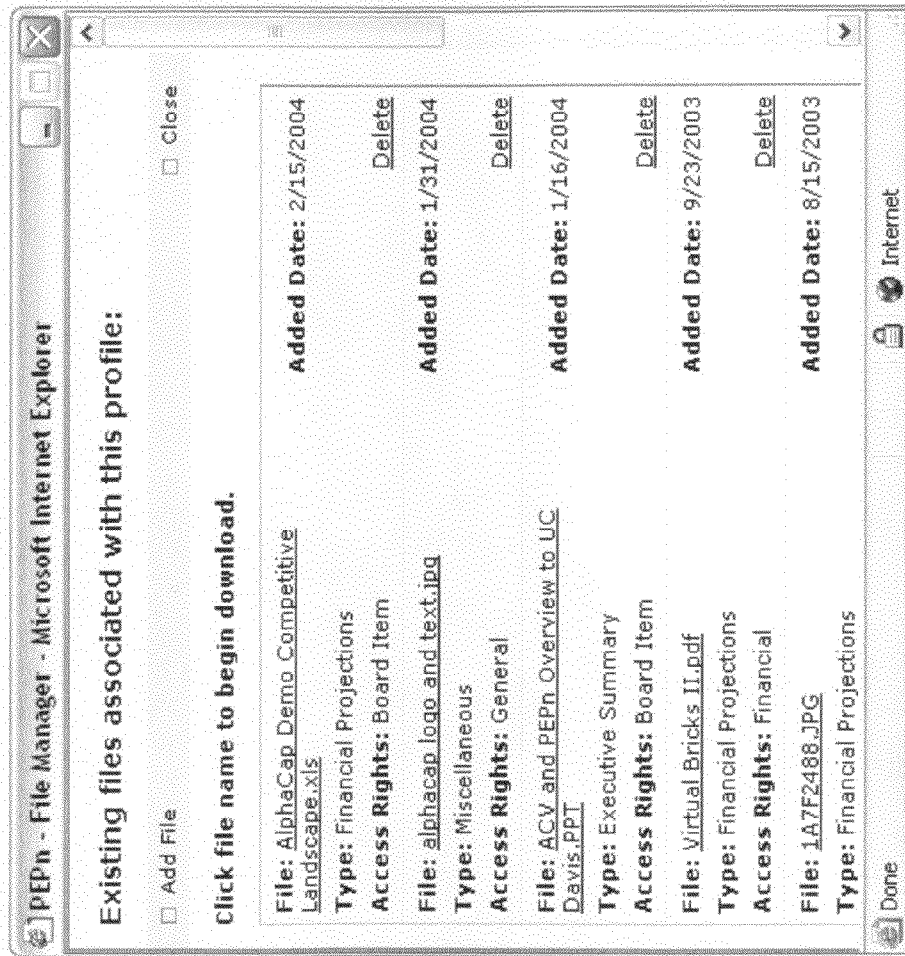 PEPn - File Manager - Microsoft Internet Explorer
Existing files associated with this profile:
Add File
Close
Click file name to begin download.
File: AlphaCap Demo Competitive Landscape.xls Added Date: 2/15/2004
Type: Financial Projections
Access Rights: Board Item Delete
File: alphacap logo and text.jpg Added Date: 1/31/2004
Type: Miscellaneous
Access Rights: General Delete
File: ACV and PEPn Overview to UC Davis.PPT Added Date: 1/16/2004
Type: Executive Summary
Access Rights: Board Item Delete
File: Virtual Bricks II.pdf Added Date: 9/23/2003
Type: Financial Projections
Access Rights: Financial Delete
File: 1A7F2488.JPG Added Date: 8/15/2003
Type: Financial Projections
Done
Internet